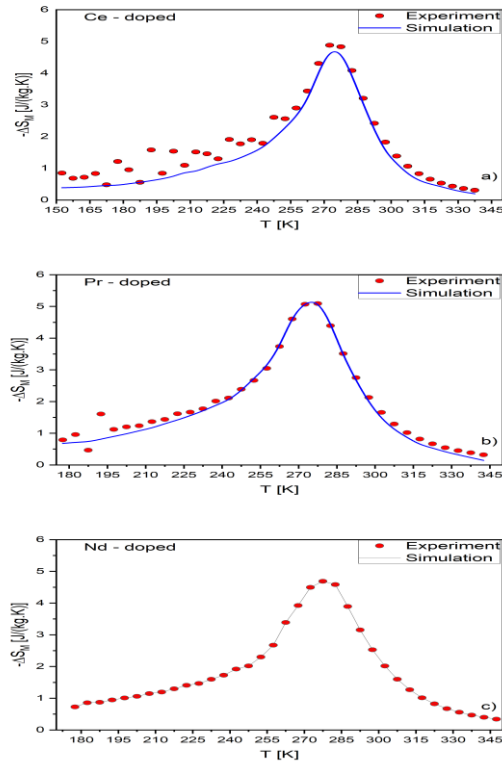 Ce - doped
Experiment
Simulation
6
5
4
3
2
1
0
-ΔS_M [J/(kg.K)]
a)
150 165 180 195 210 225 240 255 270 285 300 315 330 345
T [K]
Pr - doped
Experiment
Simulation
6
5
4
3
2
1
0
-ΔS_M [J/(kg.K)]
b)
180 195 210 225 240 255 270 285 300 315 330 345
T [K]
Nd - doped
Experiment
Simulation
6
5
4
3
2
1
0
-ΔS_M [J/(kg.K)]
c)
180 195 210 225 240 255 270 285 300 315 330 345
T [K]